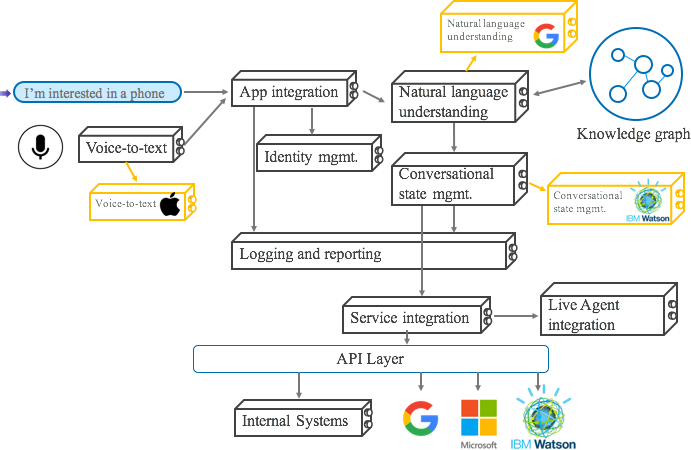 Natural language
understanding
I'm interested in a phone
App integration
Natural language
understanding
Knowledge graph
Voice-to-text
Identity mgmt.
Conversational
state mgmt.
Voice-to-text
Conversational
state mgmt.
IBM Watson
Logging and reporting
Service integration
Live Agent
integration
API Layer
Internal Systems
Microsoft
IBM Watson